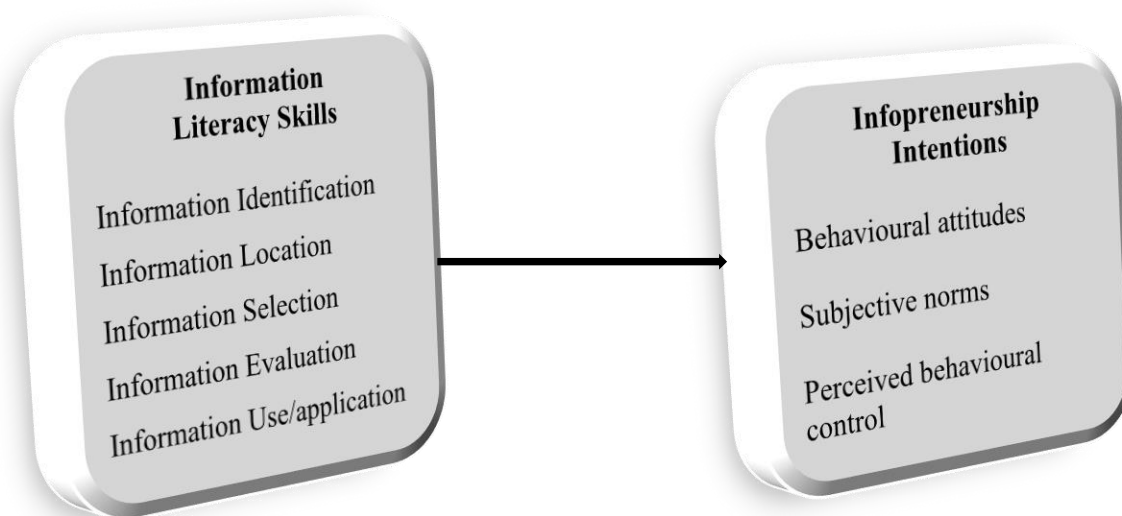 Information
Literacy Skills
Information Identification
Information Location
Information Selection
Information Evaluation
Information Use/application
Infopreneurship
Intentions
Behavioural attitudes
Subjective norms
Perceived behavioural
control